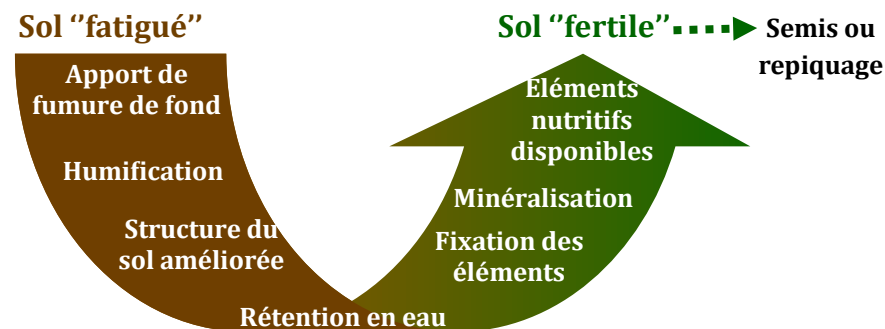 Sol ‘’fatigué’’
Apport de
fumure de fond
Humification
Structure du
sol améliorée
Rétention en eau
Fixation des
éléments
Minéralisation
Eléments
nutritifs
disponibles
Sol ‘’fertile’’
Semis ou
repiquage